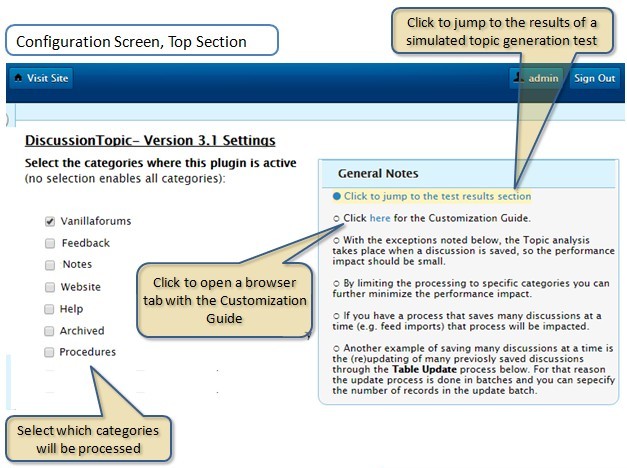 Configuration Screen, Top Section
Click to jump to the results of a
simulated topic generation test
Visit Site
admin
Sign Out
DiscussionTopic– Version 3.1 Settings
Select the categories where this plugin is active
(no selection enables all categories):
Vanillaforums
Feedback
Notes
Website
Help
Archived
Procedures
General Notes
Click to jump to the test results section
Click here for the Customization Guide.
With the exceptions noted below, the Topic analysis
takes place when a discussion is saved, so the performance
impact should be small.
By limiting the processing to specific categories you can
further minimize the performance impact.
If you have a process that saves many discussions at a
time (e.g. feed imports) that process will be impacted.
Another example of saving many discussions at a time is
the (re)updating of many previosly saved discussions
through the Table Update process below. For that reason
the update process is done in batches and you can sepecify
the number of records in the update batch.
Click to open a browser
tab with the Customization
Guide
Select which categories
will be processed